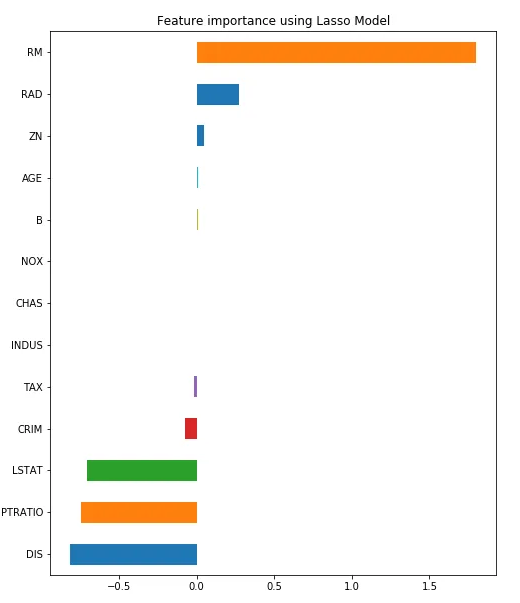 Feature importance using Lasso Model
RM
RAD
ZN
AGE
B
NOX
CHAS
INDUS
TAX
CRIM
LSTAT
PTRATIO
DIS
−0.5 0.0 0.5 1.0 1.5